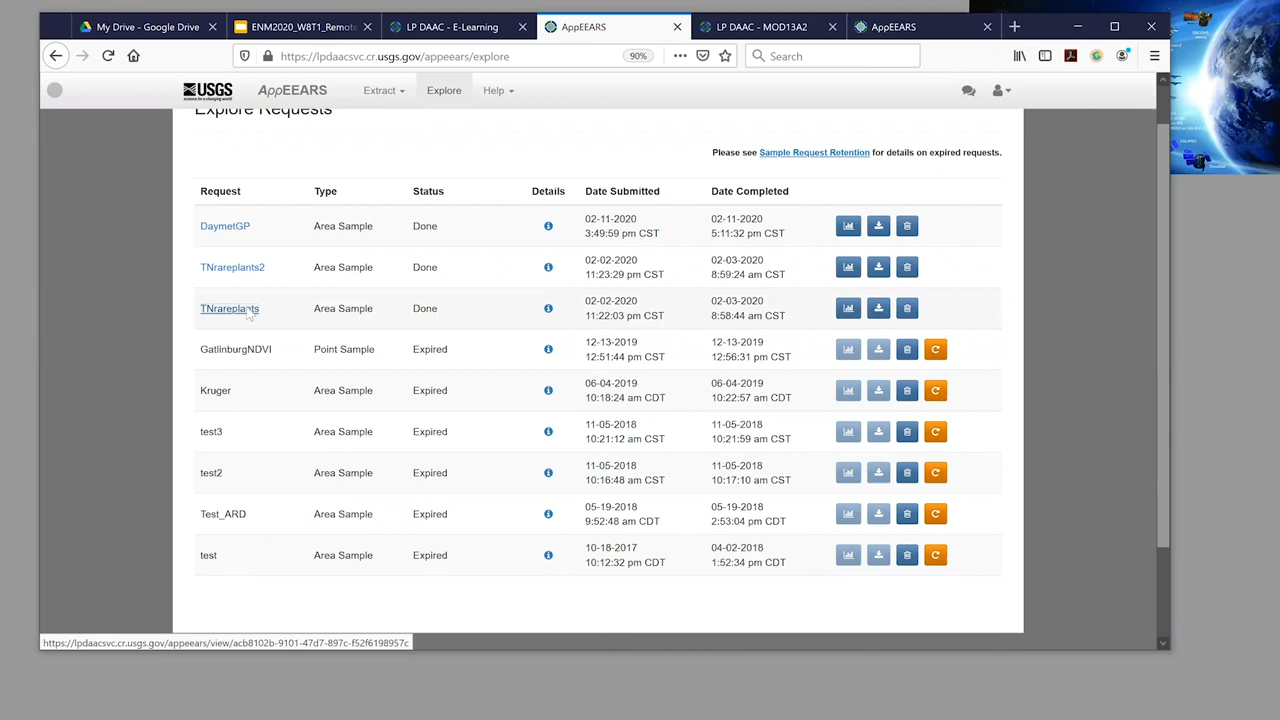 My Drive - Google Drive
ENM2020_W8T1_Remote
LP DAAC - E-Learning
AppEEARS
LP DAAC - MOD13A2
AppEEARS
https://lpdaacsvc.cr.usgs.gov/appeears/explore
90%
Search
USGS
science for a changing world
AppEEARS
Extract
Explore
Help
Explore Requests
Please see Sample Request Retention for details on expired requests.
Request Type Status Details Date Submitted Date Completed
DaymetGP Area Sample Done 02-11-2020 3:49:59 pm CST 02-11-2020 5:11:32 pm CST
TNrareplants2 Area Sample Done 02-02-2020 11:23:29 pm CST 02-03-2020 8:59:24 am CST
TNrareplants Area Sample Done 02-02-2020 11:22:03 pm CST 02-03-2020 8:58:44 am CST
GatlinburgNDVI Point Sample Expired 12-13-2019 12:51:44 pm CST 12-13-2019 12:56:31 pm CST
Kruger Area Sample Expired 06-04-2019 10:18:24 am CDT 06-04-2019 10:22:57 am CDT
test3 Area Sample Expired 11-05-2018 10:21:12 am CST 11-05-2018 10:21:59 am CST
test2 Area Sample Expired 11-05-2018 10:16:48 am CST 11-05-2018 10:17:10 am CST
Test_ARD Area Sample Expired 05-19-2018 9:52:48 am CDT 05-19-2018 2:53:04 pm CDT
test Area Sample Expired 10-18-2017 10:12:32 pm CDT 04-02-2018 1:52:34 pm CDT
https://lpdaacsvc.cr.usgs.gov/appeears/view/acb8102b-9101-47d7-897c-f52f6198957c